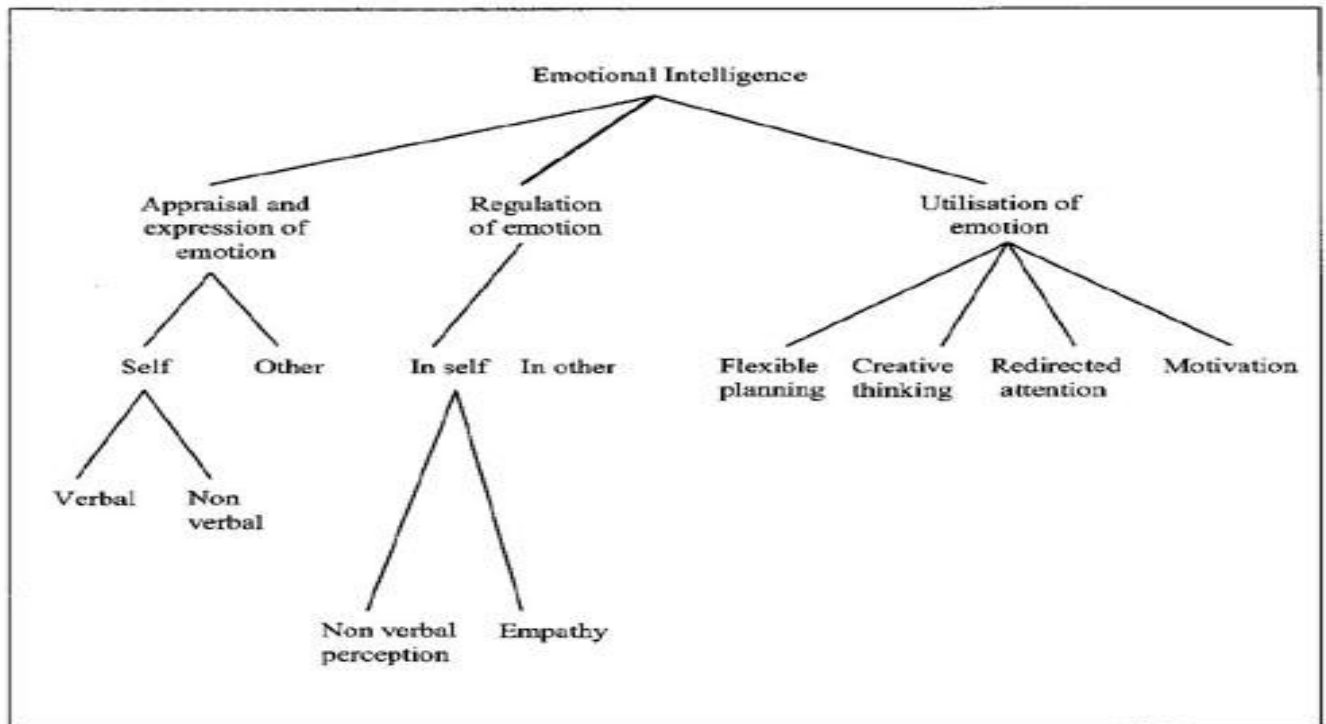 Emotional Intelligence
Appraisal and
expression of
emotion
Regulation
of emotion
Utilisation of
emotion
Self
Other
In self
In other
Flexible
planning
Creative
thinking
Redirected
attention
Motivation
Verbal
Non
verbal
Non verbal
perception
Empathy